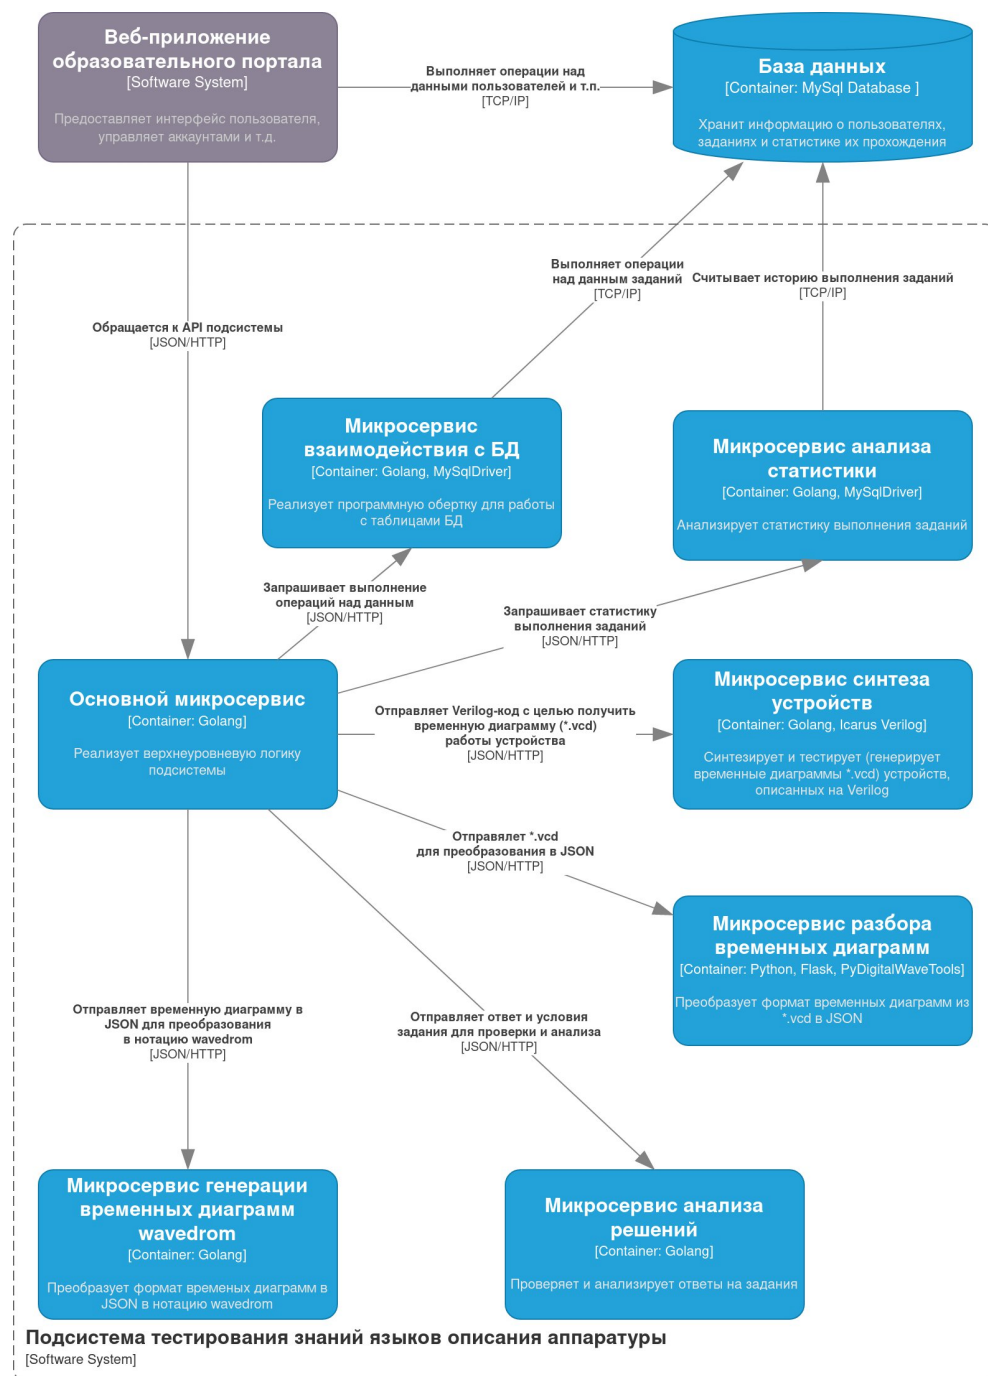 Веб-приложение
образовательного портала
[Software System]
Предоставляет интерфейс пользователя,
управляет аккаунтами и т.д.
Выполняет операции над
данными пользователей и т.п.
[TCP/IP]
База данных
[Container: MySql Database ]
Хранит информацию о пользователях,
заданиях и статистике их прохождения
Выполняет операции
над данным заданий
[TCP/IP]
Считывает историю выполнения заданий
[TCP/IP]
Обращается к API подсистемы
[JSON/HTTP]
Микросервис
взаимодействия с БД
[Container: Golang, MySqlDriver]
Реализует программную обертку для работы
с таблицами БД
Микросервис анализа
статистики
[Container: Golang, MySqlDriver]
Анализирует статистику выполнения заданий
Запрашивает выполнение
операций над данным
[JSON/HTTP]
Запрашивает статистику
выполнения заданий
[JSON/HTTP]
Основной микросервис
[Container: Golang]
Реализует верхнеуровневую логику
подсистемы
Отправляет Verilog-код с целью получить
временную диаграмму (*.vcd)
работы устройства
[JSON/HTTP]
Микросервис синтеза
устройств
[Container: Golang, Icarus Verilog]
Синтезирует и тестирует (генерирует
временные диаграммы *.vcd) устройств,
описанных на Verilog
Отправялет *.vcd
для преобразования в JSON
[JSON/HTTP]
Микросервис разбора
временных диаграмм
[Container: Python, Flask, PyDigitalWaveTools]
Преобразует формат временных диаграмм из
*.vcd в JSON
Отправляет временную диаграмму в
JSON для преобразования
в нотацию wavedrom
[JSON/HTTP]
Отправляет ответ и условия
задания для проверки и анализа
[JSON/HTTP]
Микросервис генерации
временных диаграмм
wavedrom
[Container: Golang]
Преобразует формат временых диаграмм в
JSON в нотацию wavedrom
Микросервис анализа
решений
[Container: Golang]
Проверяет и анализирует ответы на задания
Подсистема тестирования знаний языков описания аппаратуры
[Software System]